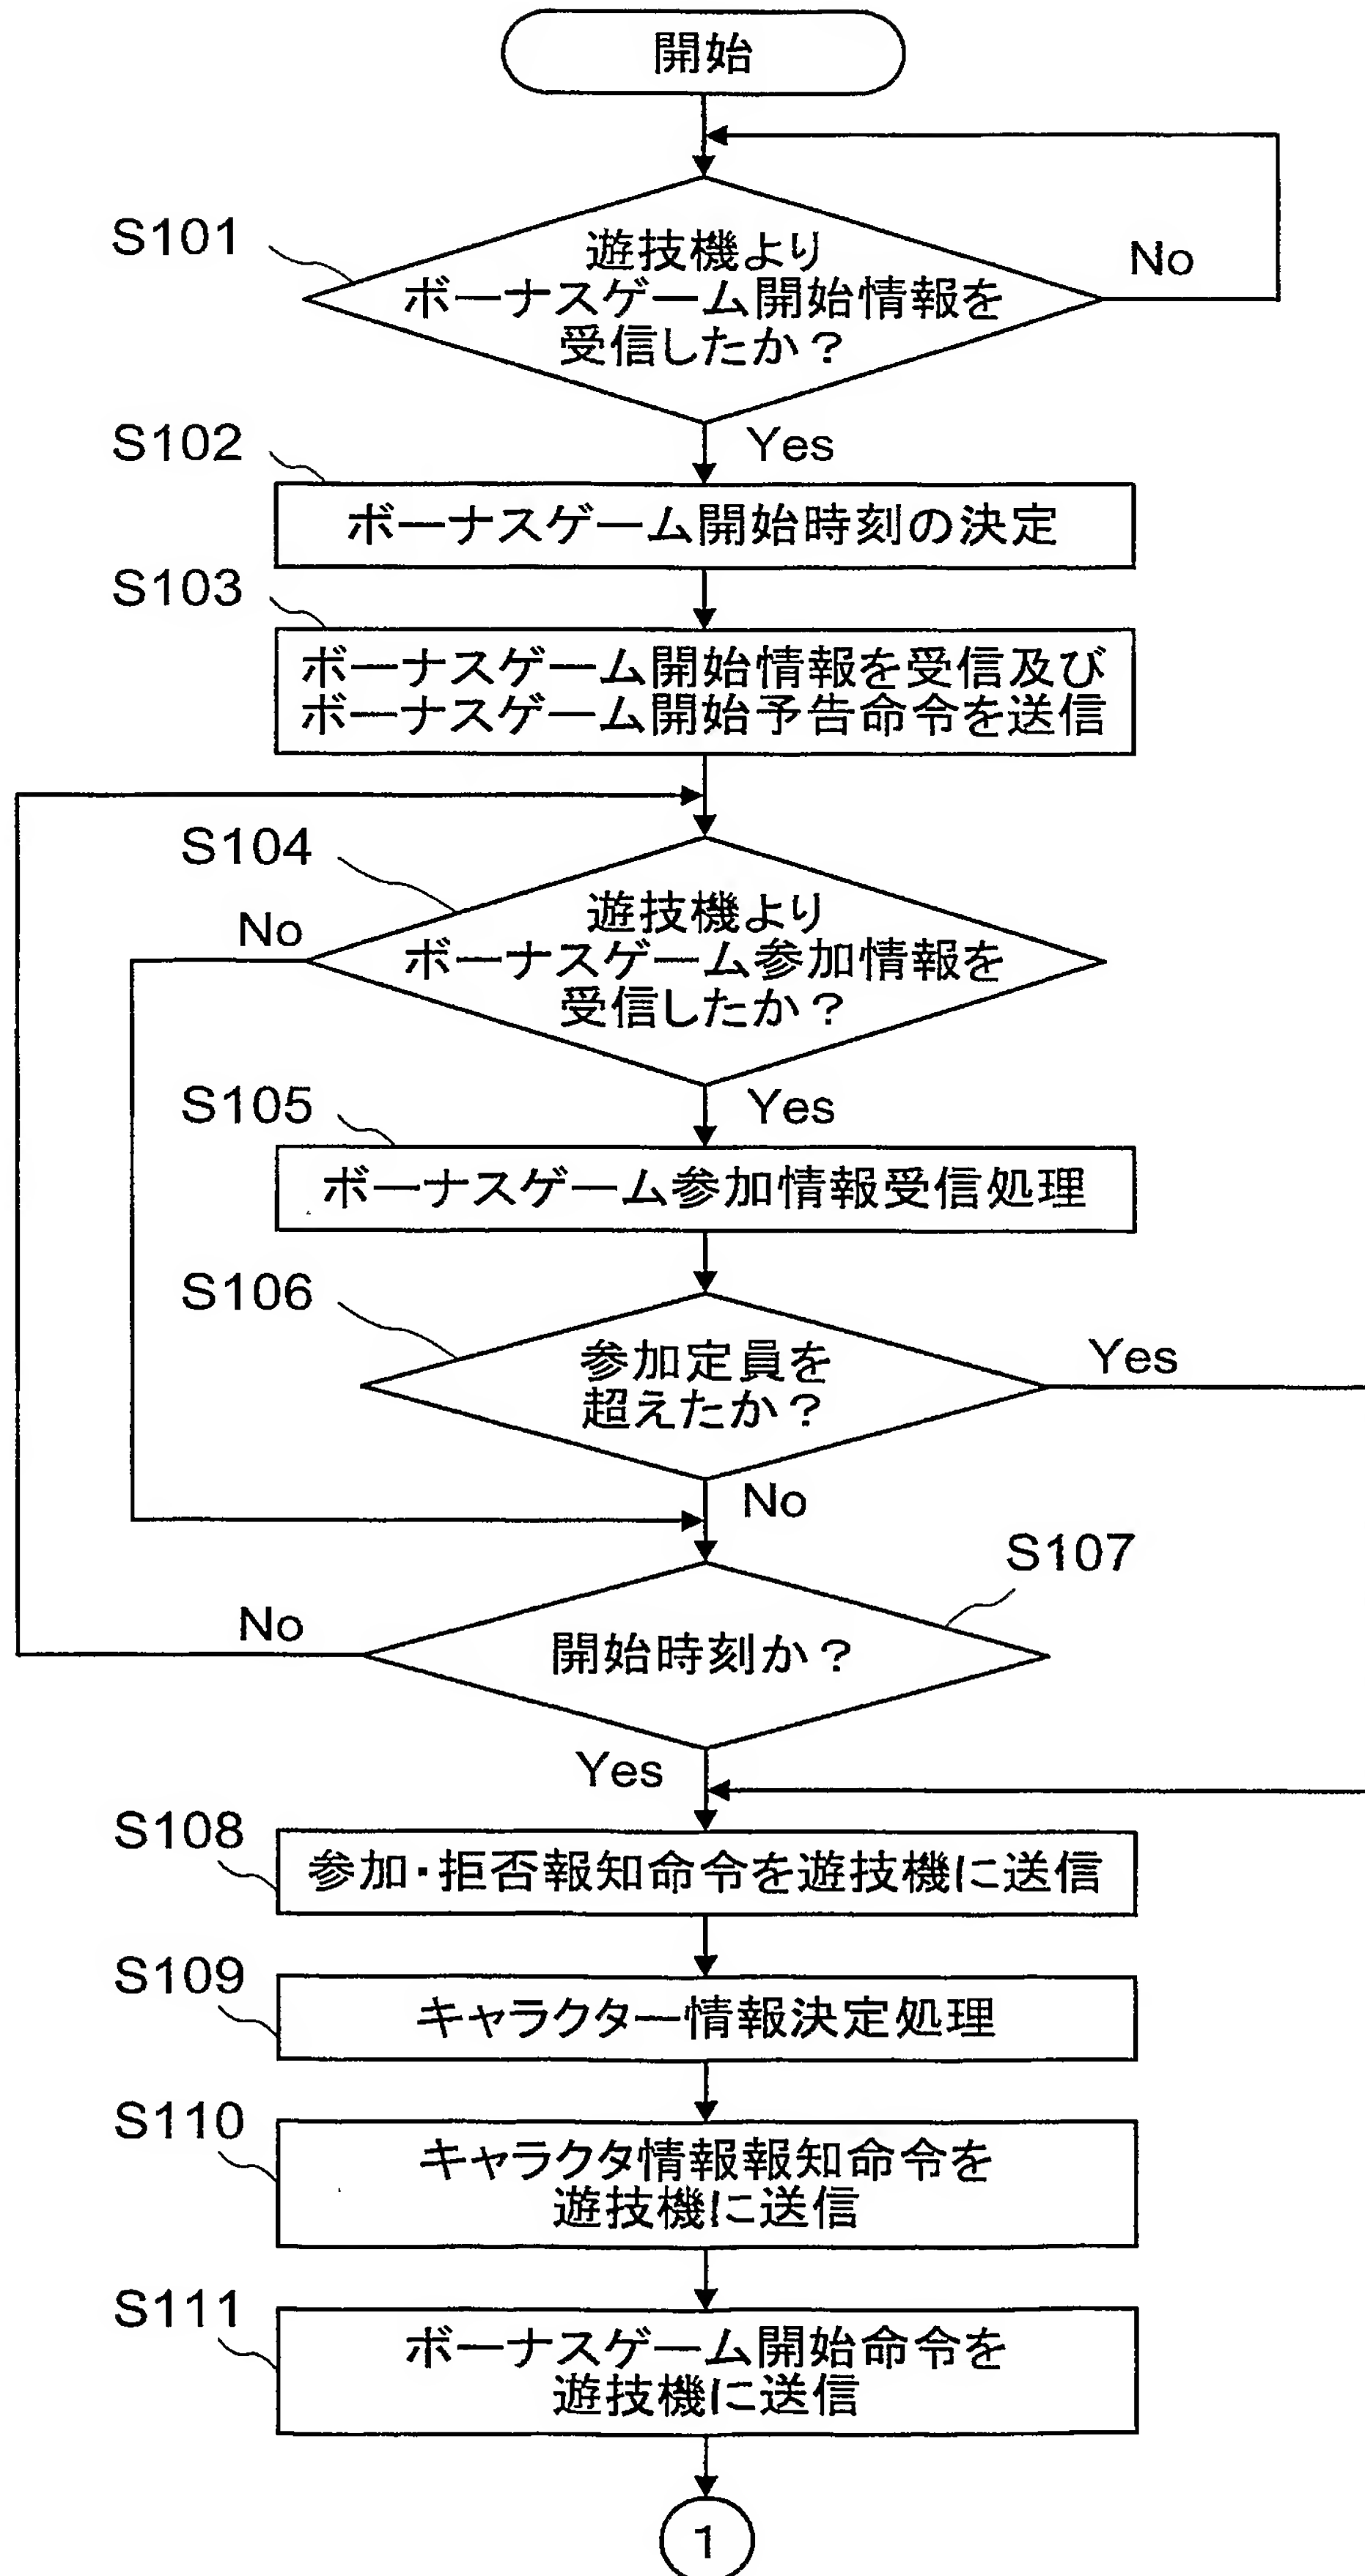 開始
S101
遊技機より
ボーナスゲーム開始情報を
受信したか？
No
Yes
S102
ボーナスゲーム開始時刻の決定
S103
ボーナスゲーム開始情報を受信及び
ボーナスゲーム開始予告命令を送信
S104
No
遊技機より
ボーナスゲーム参加情報を
受信したか？
Yes
S105
ボーナスゲーム参加情報受信処理
S106
参加定員を
超えたか？
Yes
No
S107
No
開始時刻か？
Yes
S108
参加・拒否報知命令を遊技機に送信
S109
キャラクター情報決定処理
S110
キャラクタ情報報知命令を
遊技機に送信
S111
ボーナスゲーム開始命令を
遊技機に送信
1